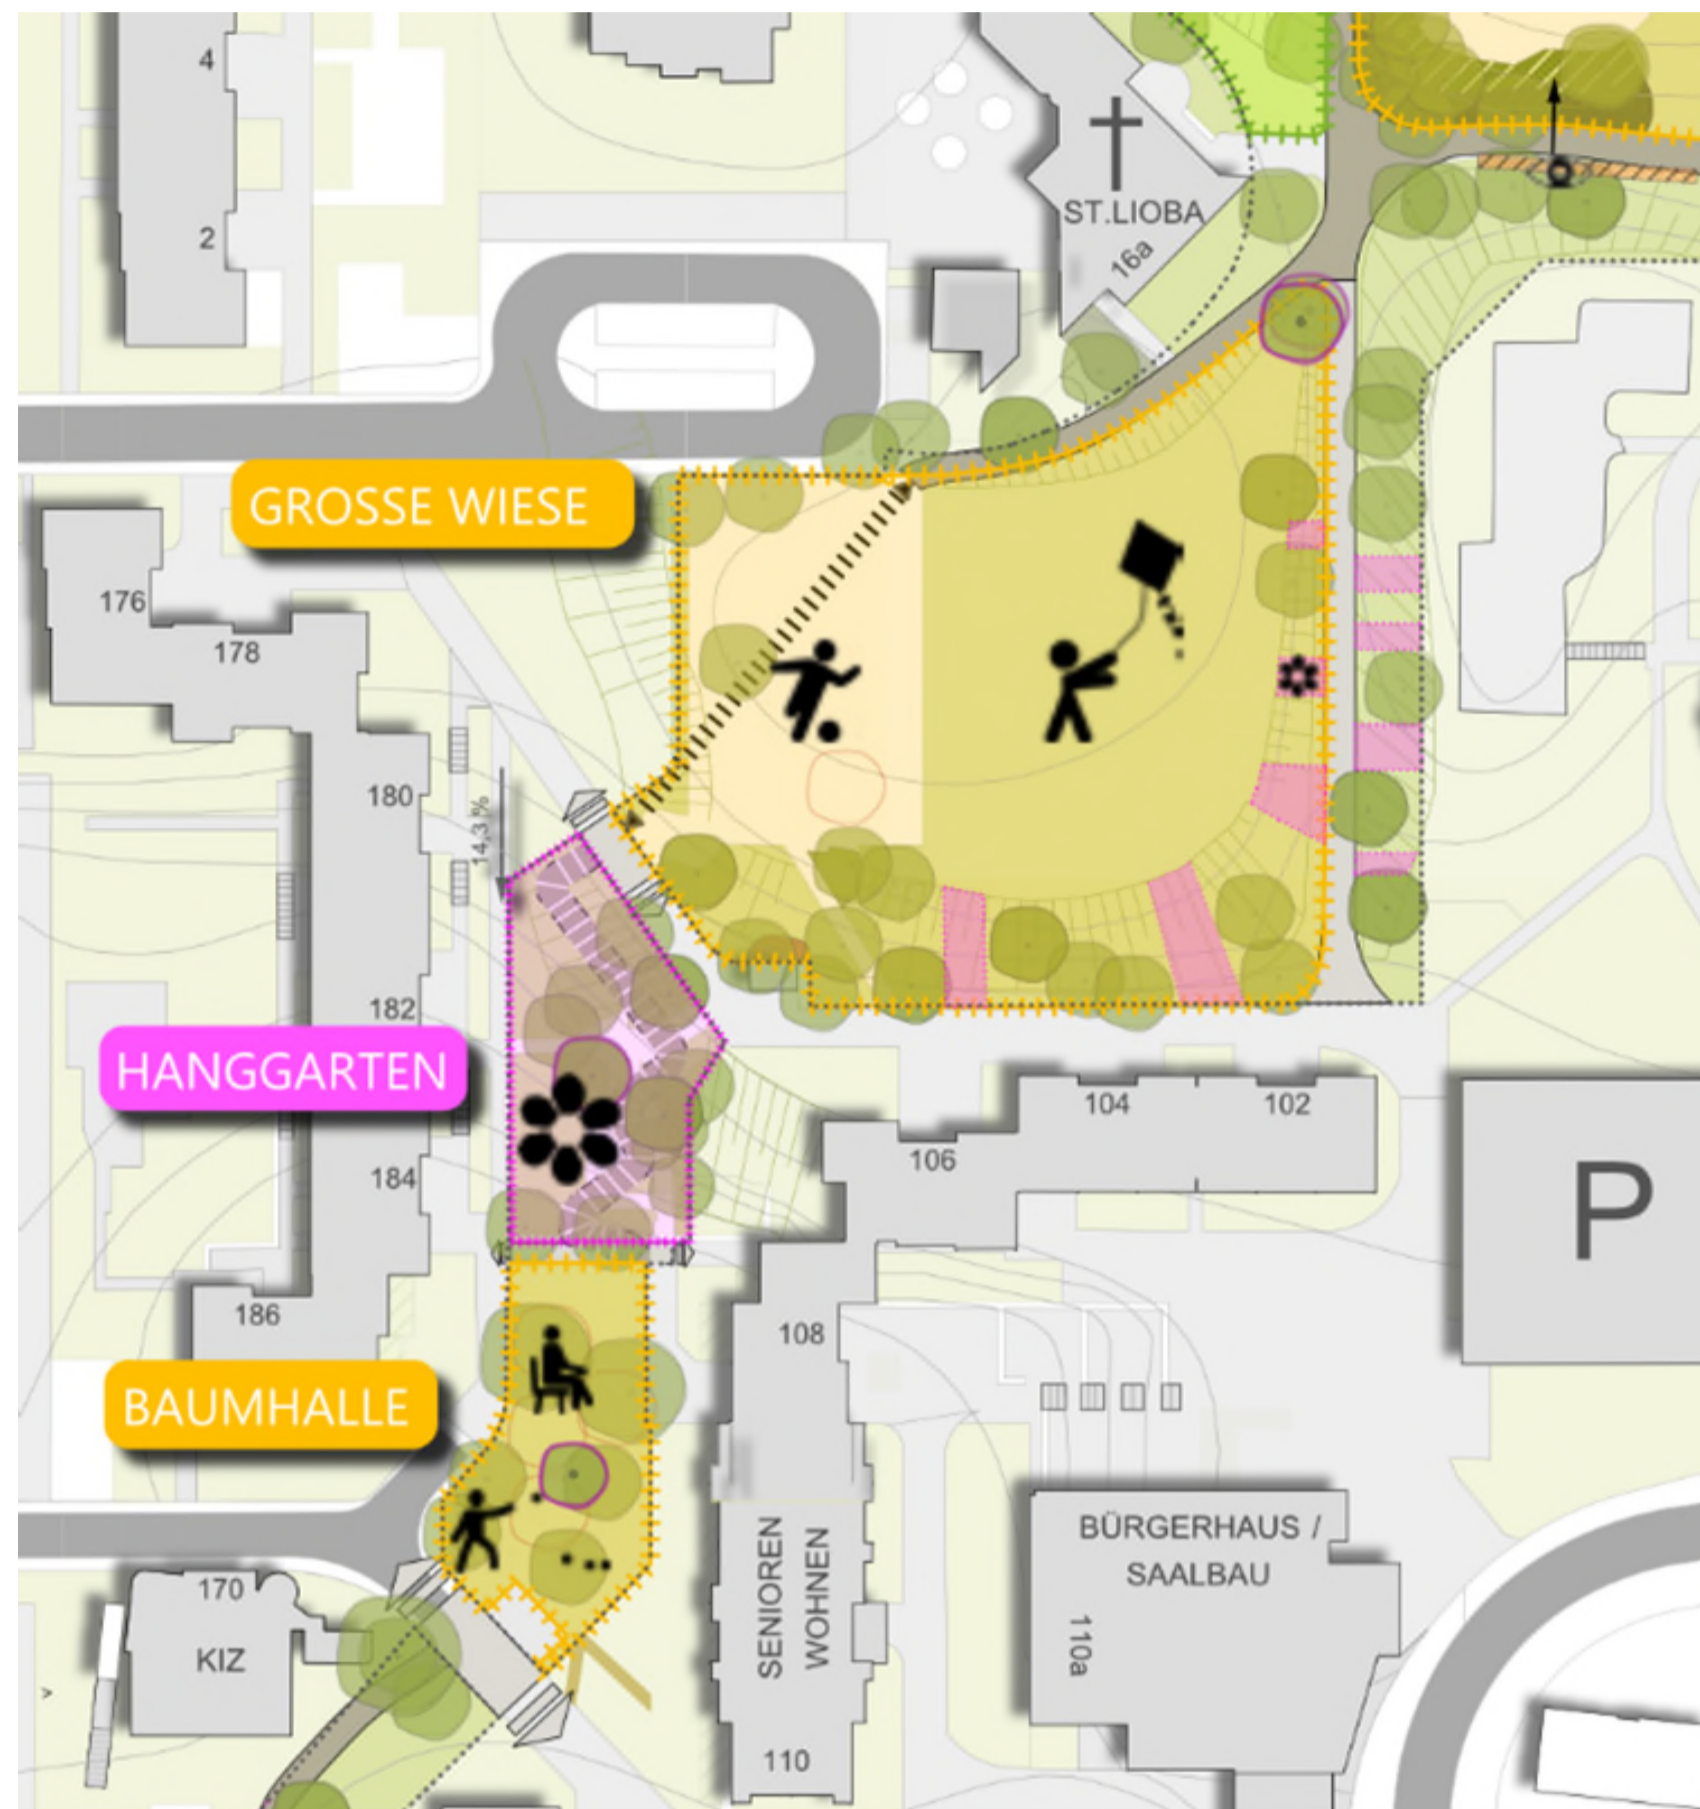 4
2
ST.LIOBA
16a
GROSSE WIESE
176
178
180
14,3 %
182
HANGGARTEN
184
104
102
106
P
186
108
BAUMHALLE
BÜRGERHAUS /
SAALBAU
SENIOREN
WOHNEN
170
KIZ
110a
110